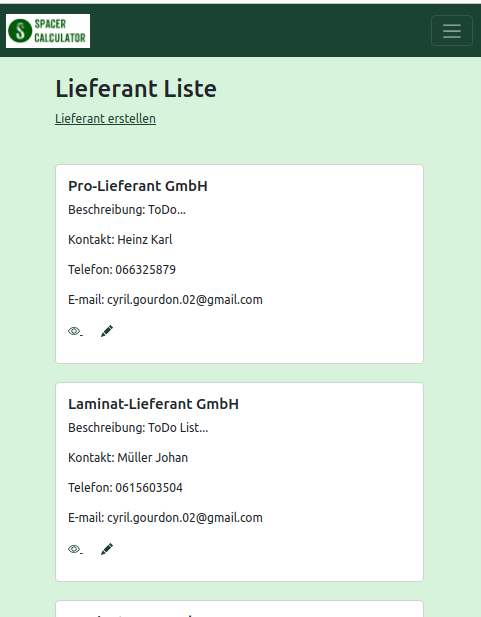 SPACER
CALCULATOR
Lieferant Liste
Lieferant erstellen
Pro-Lieferant GmbH
Beschreibung: ToDo...
Kontakt: Heinz Karl
Telefon: 066325879
E-mail: cyril.gourdon.02@gmail.com
Laminat-Lieferant GmbH
Beschreibung: ToDo List...
Kontakt: Müller Johan
Telefon: 0615603504
E-mail: cyril.gourdon.02@gmail.com